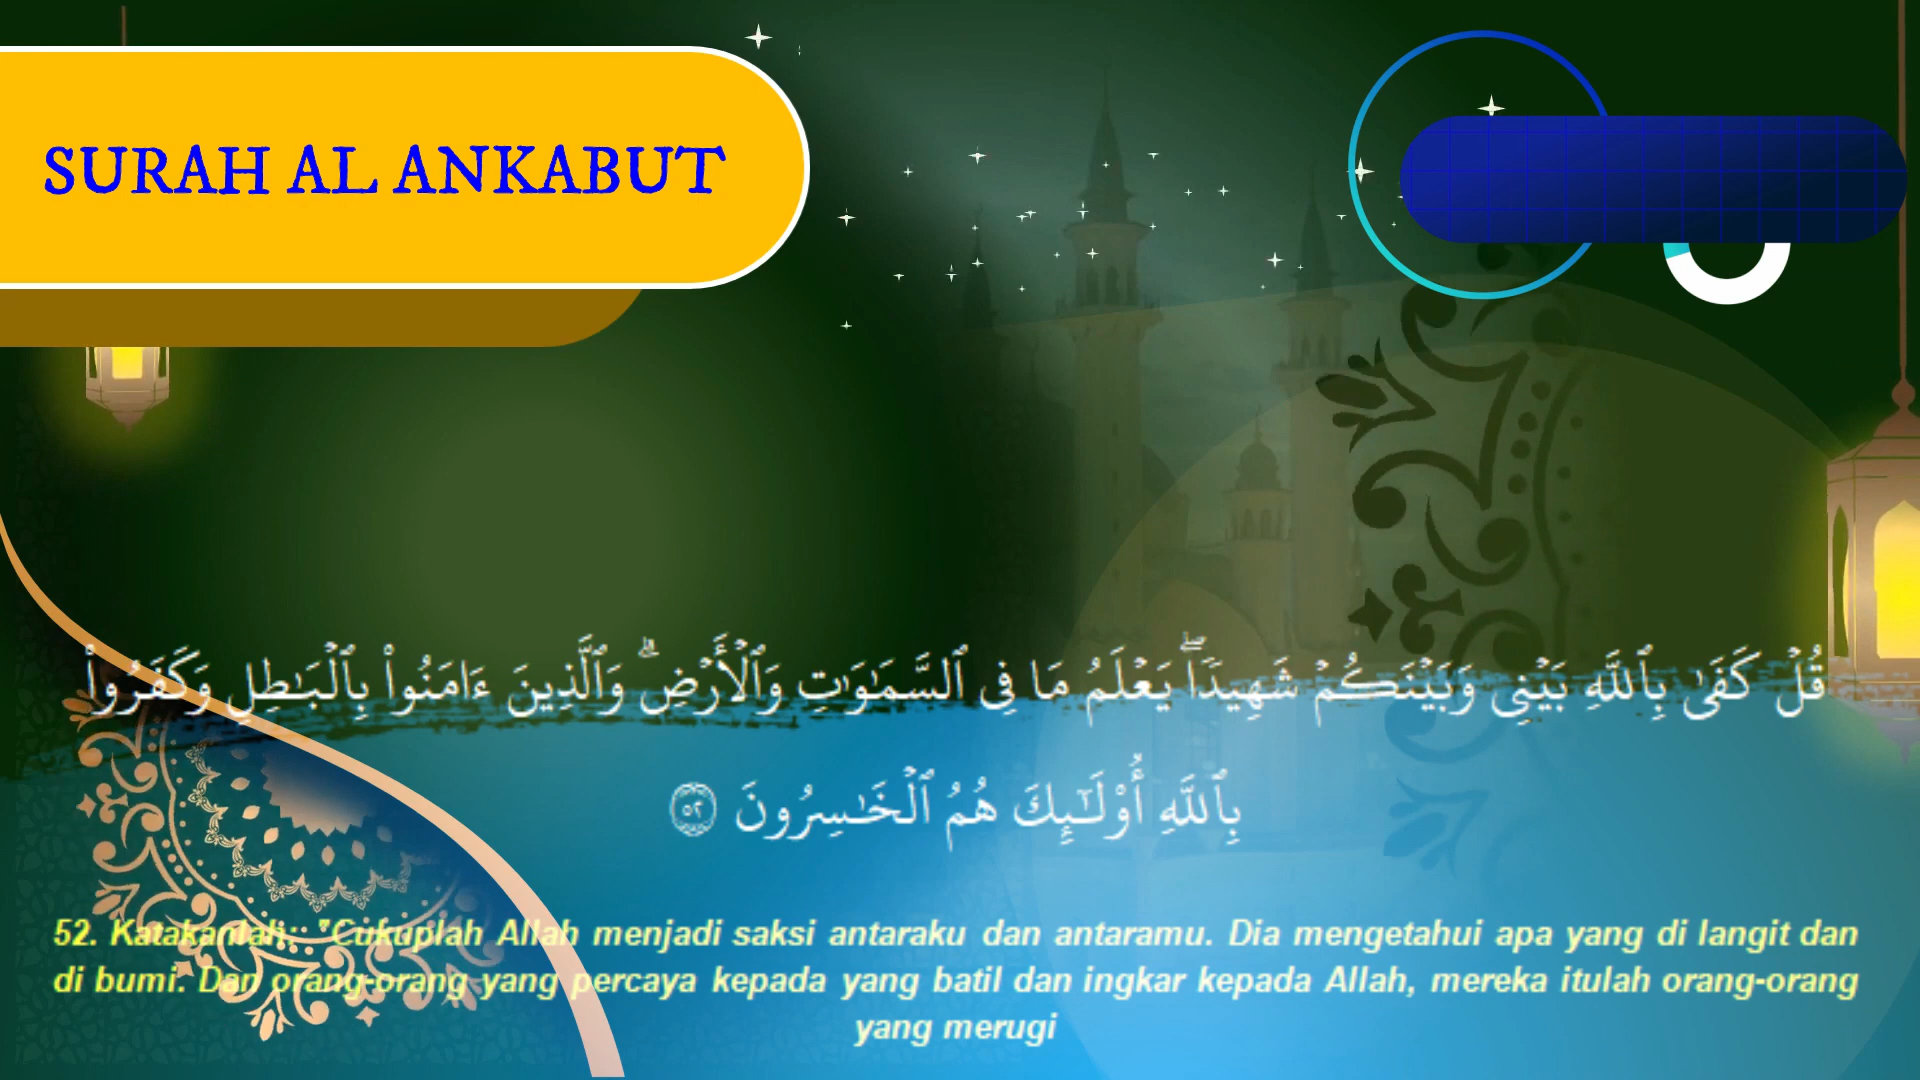 SURAH AL ANKABUT
قُلْ كَفَىٰ بِٱللَّهِ بَيْنِى وَبَيْنَكُمْ شَهِيدًا ۖ يَعْلَمُ مَا فِى ٱلسَّمَٰوَٰتِ وَٱلْأَرْضِ ۗ وَٱلَّذِينَ ءَامَنُوا۟ بِٱلْبَٰطِلِ وَكَفَرُوا۟
بِٱللَّهِ أُو۟لَٰٓئِكَ هُمُ ٱلْخَٰسِرُونَ ٥٢
52. Katakanlah: "Cukuplah Allah menjadi saksi antaraku dan antaramu. Dia mengetahui apa yang di langit dan
di bumi. Dan orang-orang yang percaya kepada yang batil dan ingkar kepada Allah, mereka itulah orang-orang
yang merugi